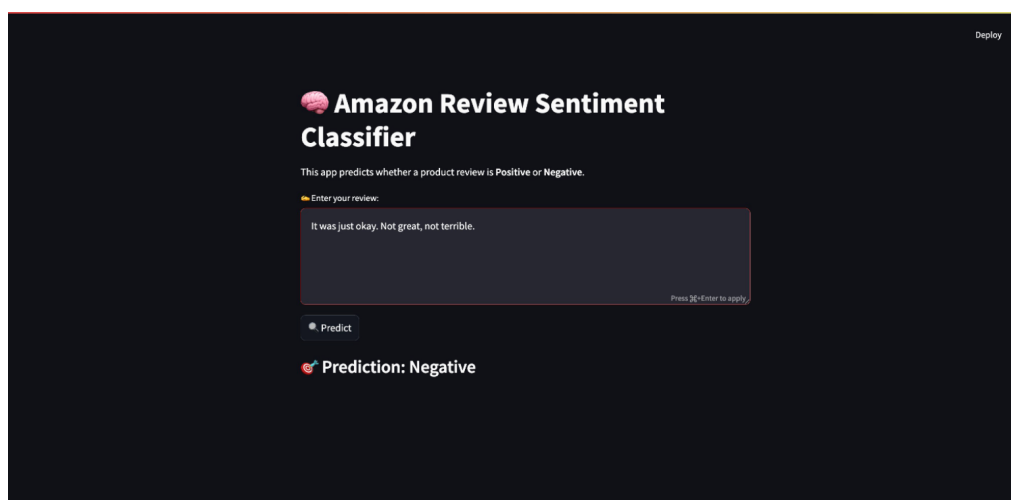 Deploy
🧠 Amazon Review Sentiment
Classifier
This app predicts whether a product review is Positive or Negative.
✍️ Enter your review:
It was just okay. Not great, not terrible.
Press ⌘+Enter to apply
🔍 Predict
🎯 Prediction: Negative